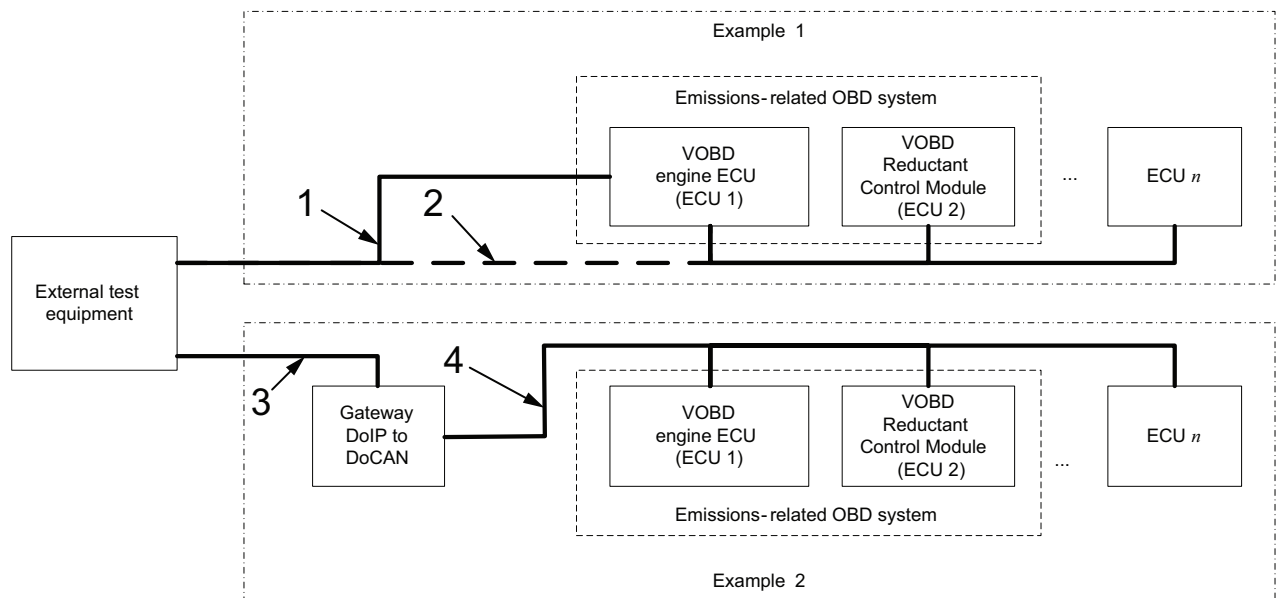 Example 1
Emissions-related OBD system
VOBD
engine ECU
(ECU 1)
VOBD
Reductant
Control Module
(ECU 2)
...
ECU n
1
2
External test
equipment
3
4
Gateway
DoIP to
DoCAN
VOBD
engine ECU
(ECU 1)
VOBD
Reductant
Control Module
(ECU 2)
...
ECU n
Emissions-related OBD system
Example 2